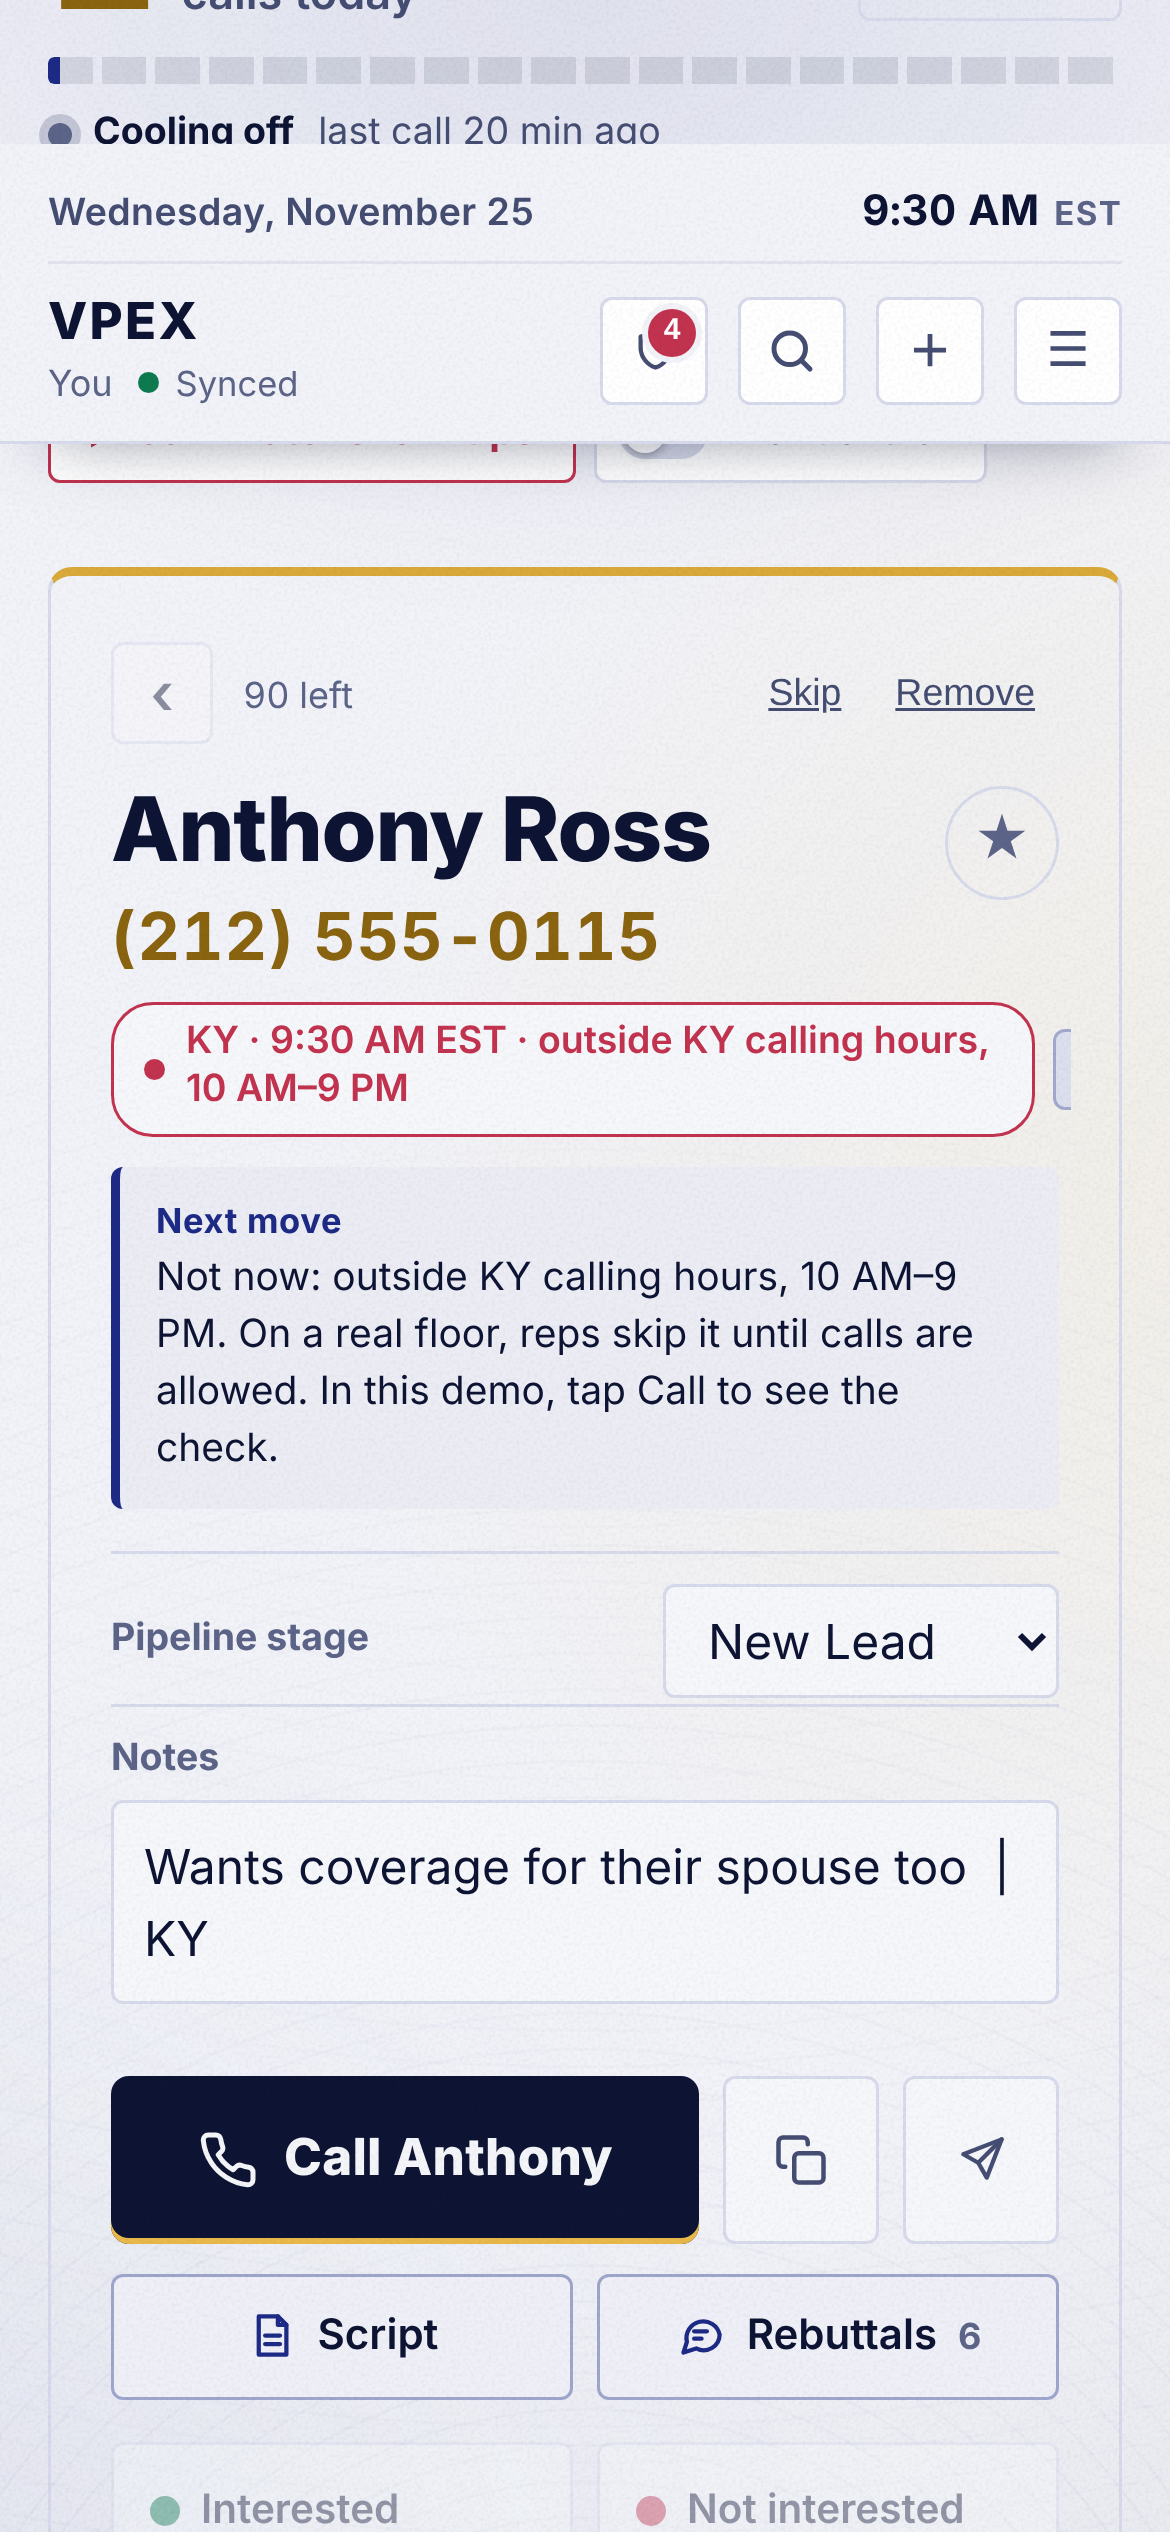 calls today
Cooling off last call 20 min ago
Wednesday, November 25
9:30 AM EST
VPEX
4
You Synced
90 left
Skip Remove
Anthony Ross
(212) 555-0115
KY · 9:30 AM EST · outside KY calling hours,
10 AM–9 PM
Next move
Not now: outside KY calling hours, 10 AM–9
PM. On a real floor, reps skip it until calls are
allowed. In this demo, tap Call to see the
check.
Pipeline stage
New Lead
Notes
Wants coverage for their spouse too |
KY
Call Anthony
Script
Rebuttals 6
Interested
Not interested